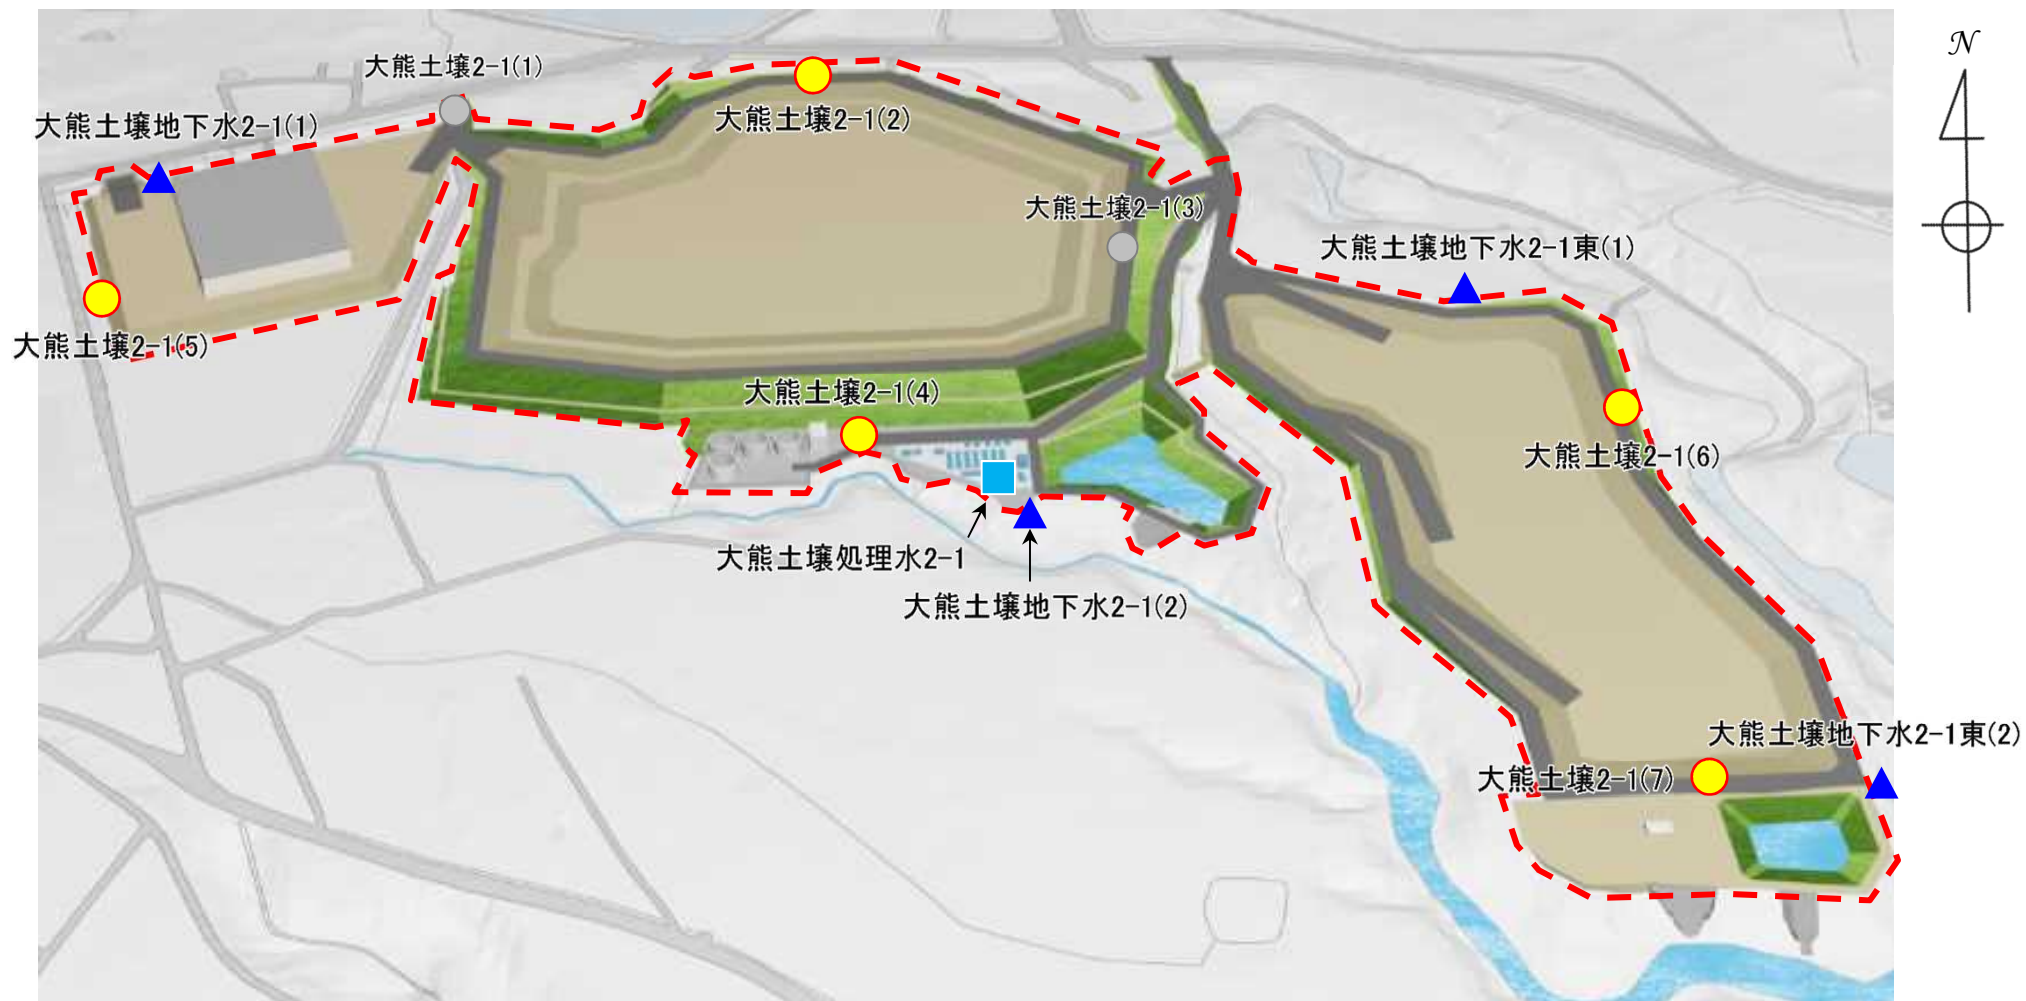 N
大熊土壌2-1(1)
大熊土壌2-1(2)
大熊土壌地下水2-1(1)
大熊土壌2-1(3)
大熊土壌地下水2-1東(1)
大熊土壌2-1(5)
大熊土壌2-1(4)
大熊土壌2-1(6)
大熊土壌処理水2-1
大熊土壌地下水2-1(2)
大熊土壌地下水2-1東(2)
大熊土壌2-1(7)